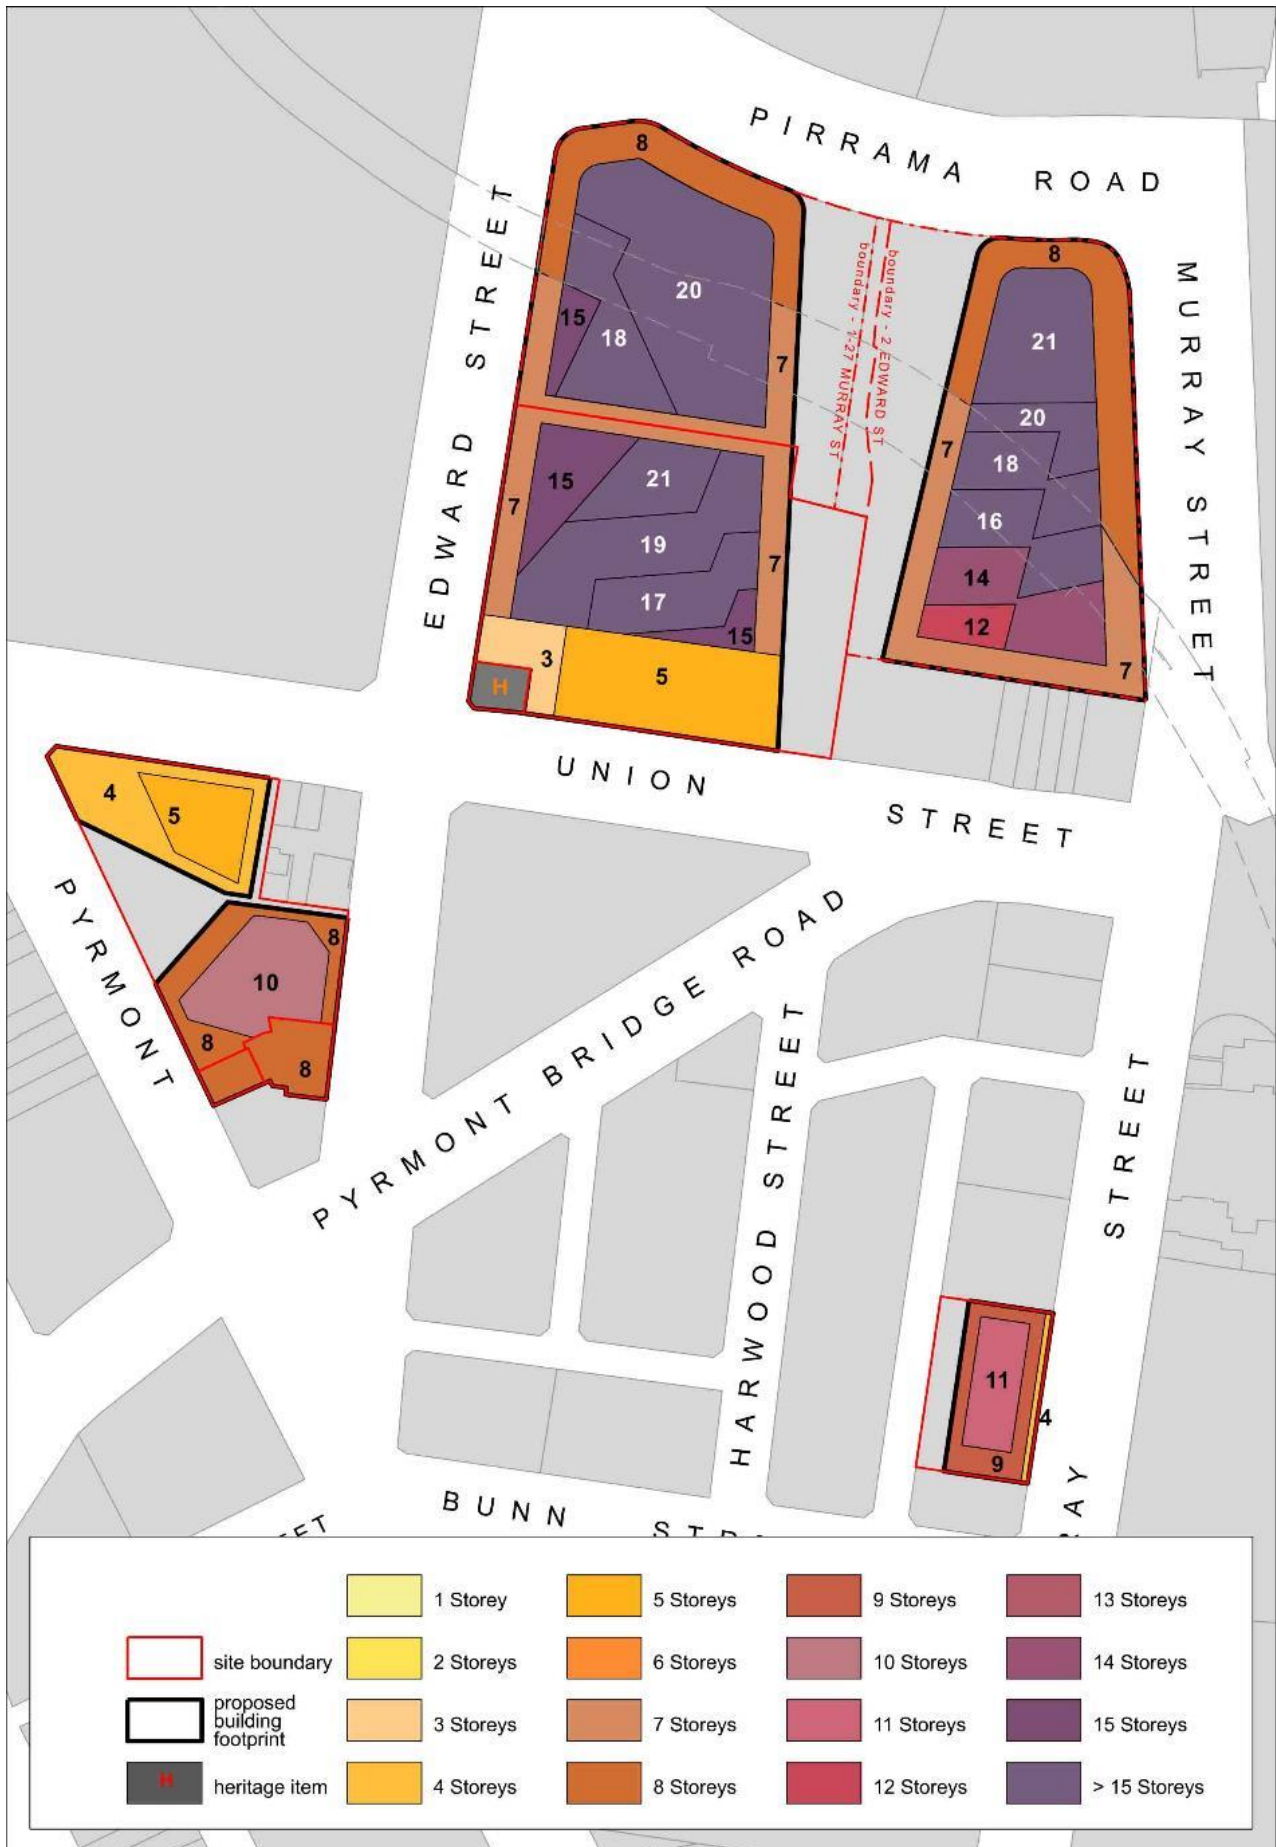 PIRRAMA ROAD
8
EDWARD STREET
MURRAY STREET
8
boundary - 1-27 MURRAY ST
boundary - 2 EDWARD ST
20
15
18
7
21
20
7
18
15
21
7
16
19
7
14
17
12
15
3
5
7
H
UNION STREET
4
5
PYRMONT
8
10
8
8
PYRMONT BRIDGE ROAD
HARWOOD STREET
STREET
11
4
9
BUNN
1 Storey
5 Storeys
9 Storeys
13 Storeys
site boundary
2 Storeys
6 Storeys
10 Storeys
14 Storeys
proposed
building
footprint
3 Storeys
7 Storeys
11 Storeys
15 Storeys
H
heritage item
4 Storeys
8 Storeys
12 Storeys
> 15 Storeys